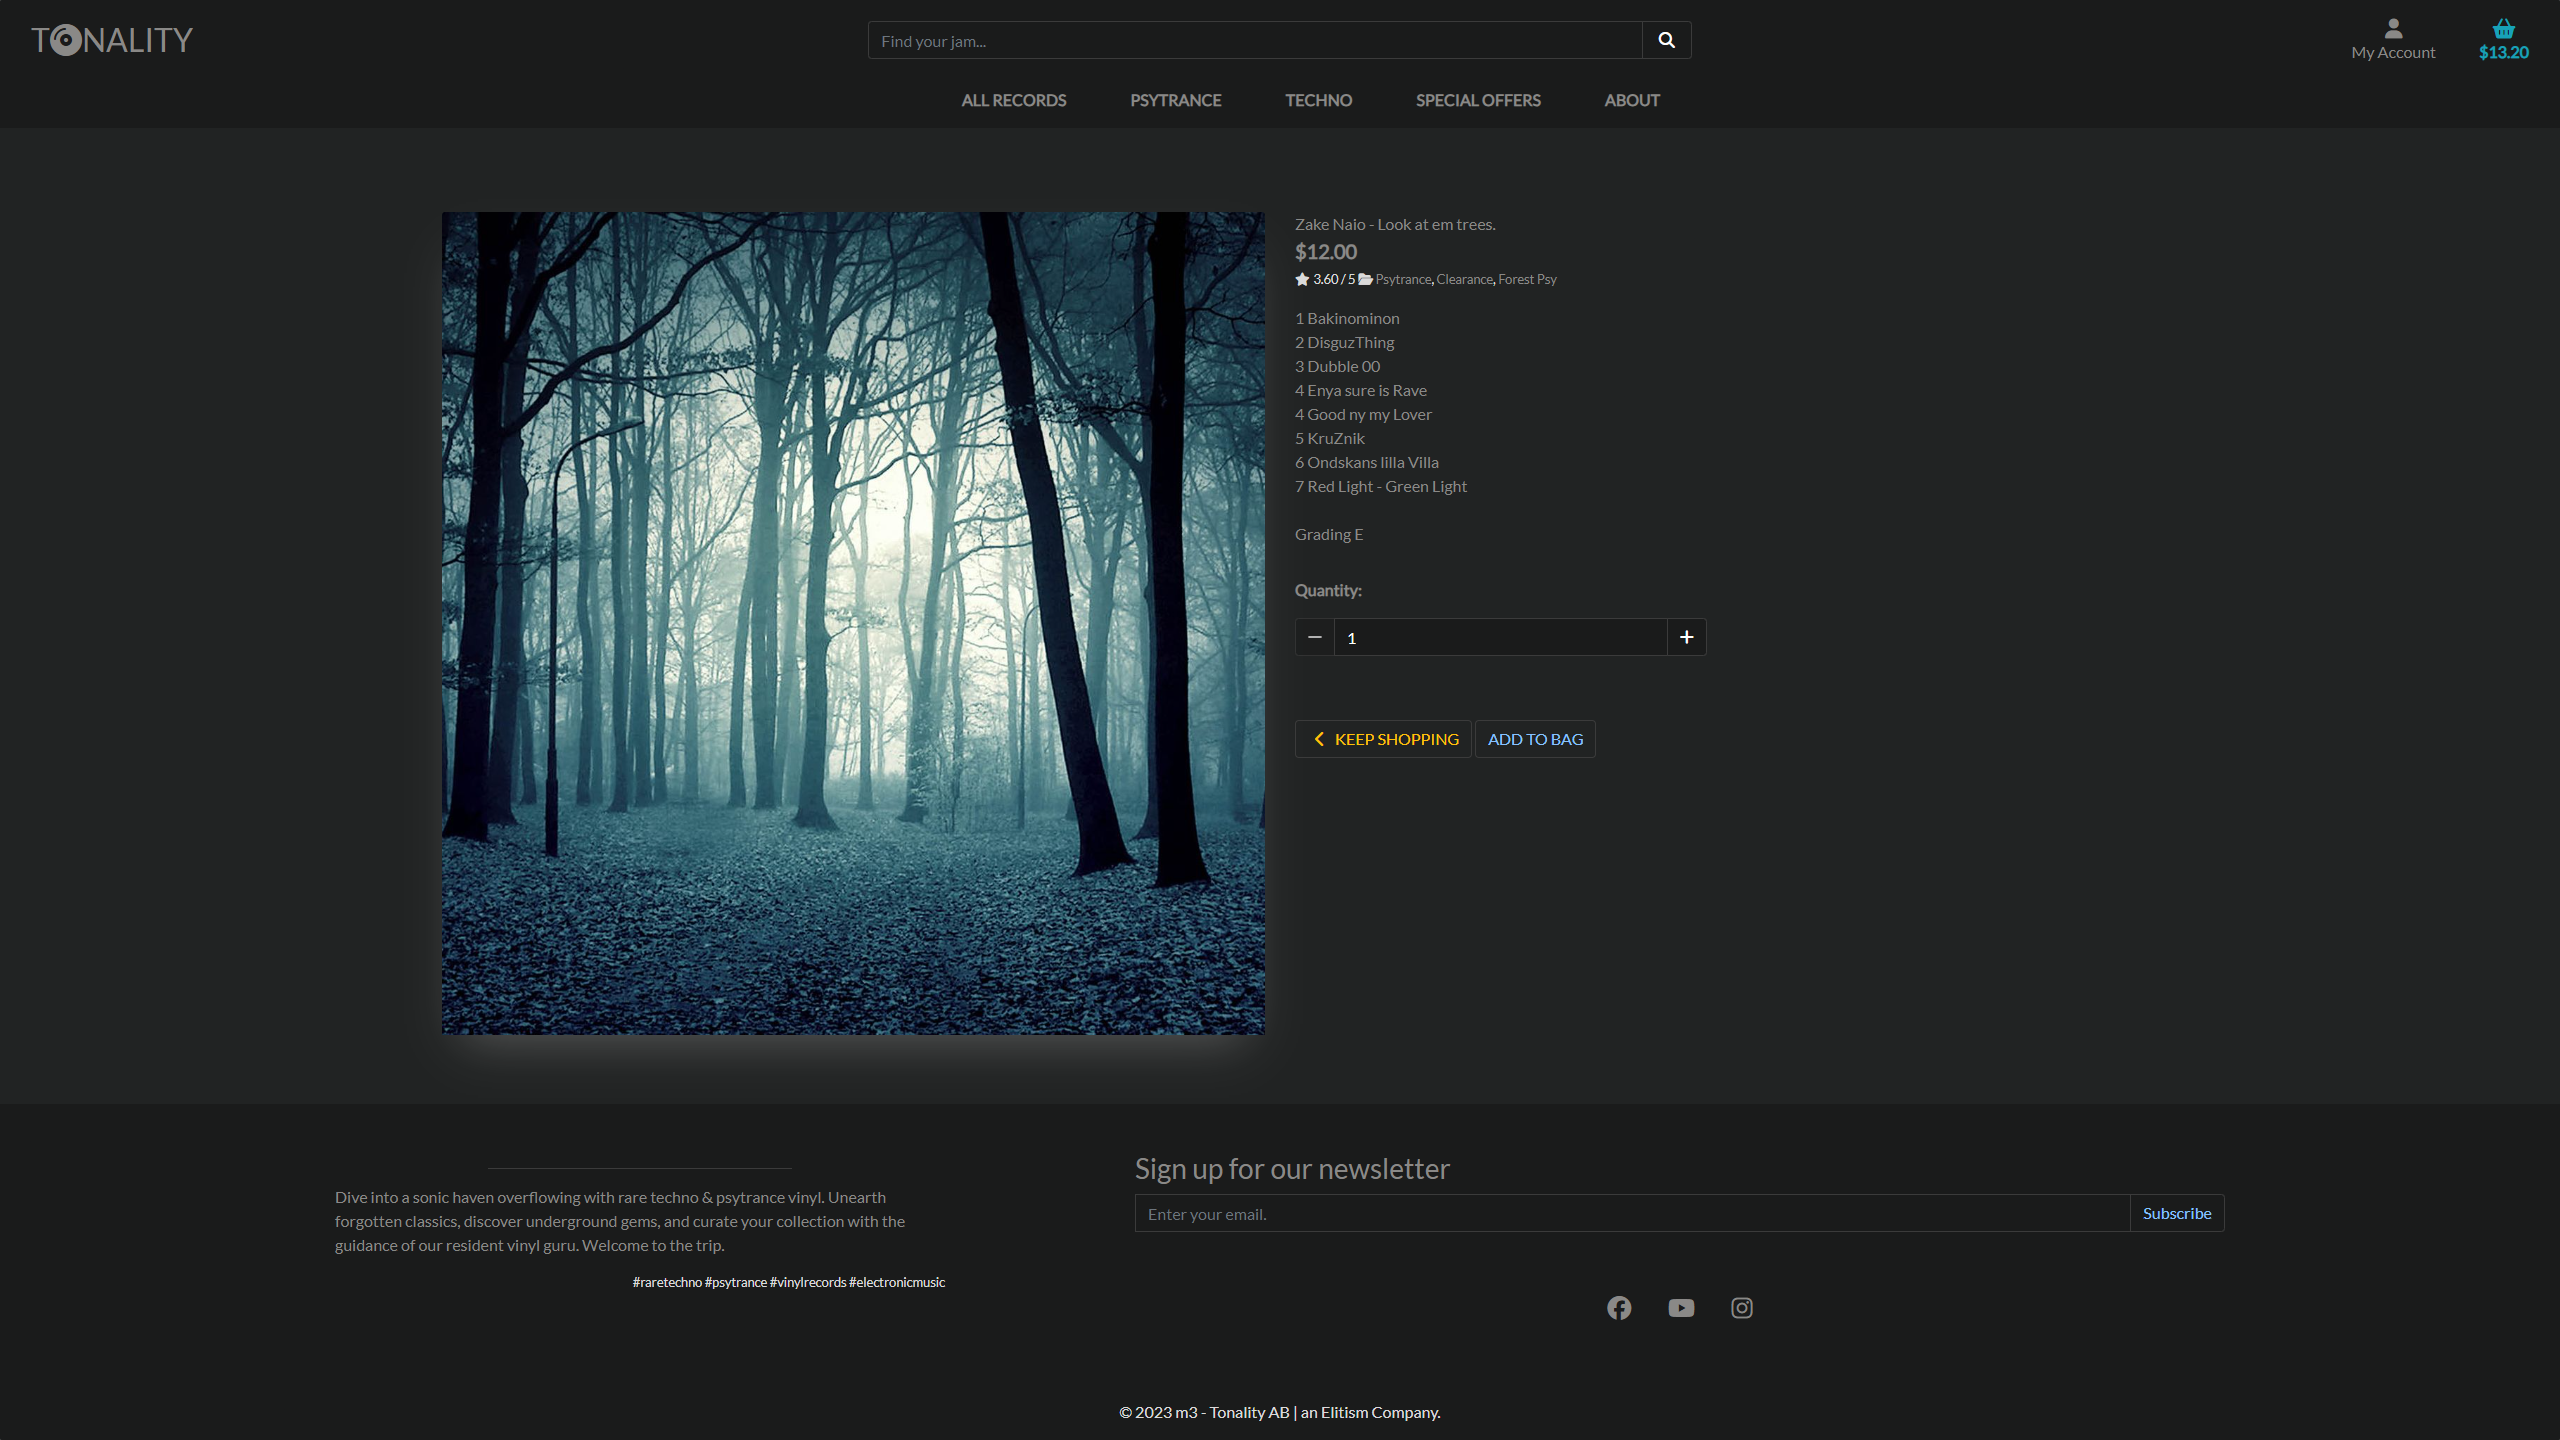 TONALITY
Find your jam...
My Account
$13.20
ALL RECORDS PSYTRANCE TECHNO SPECIAL OFFERS ABOUT
Zake Naio - Look at em trees.
$12.00
3.60 / 5 Psytrance, Clearance, Forest Psy
1 Bakinominon
2 DisguzThing
3 Dubble 00
4 Enya sure is Rave
4 Good ny my Lover
5 KruZnik
6 Ondskans lilla Villa
7 Red Light - Green Light
Grading E
Quantity:
1
KEEP SHOPPING ADD TO BAG
Dive into a sonic haven overflowing with rare techno & psytrance vinyl. Unearth
forgotten classics, discover underground gems, and curate your collection with the
guidance of our resident vinyl guru. Welcome to the trip.
#raretechno #psytrance #vinylrecords #electronicmusic
Sign up for our newsletter
Enter your email. Subscribe
© 2023 m3 - Tonality AB | an Elitism Company.